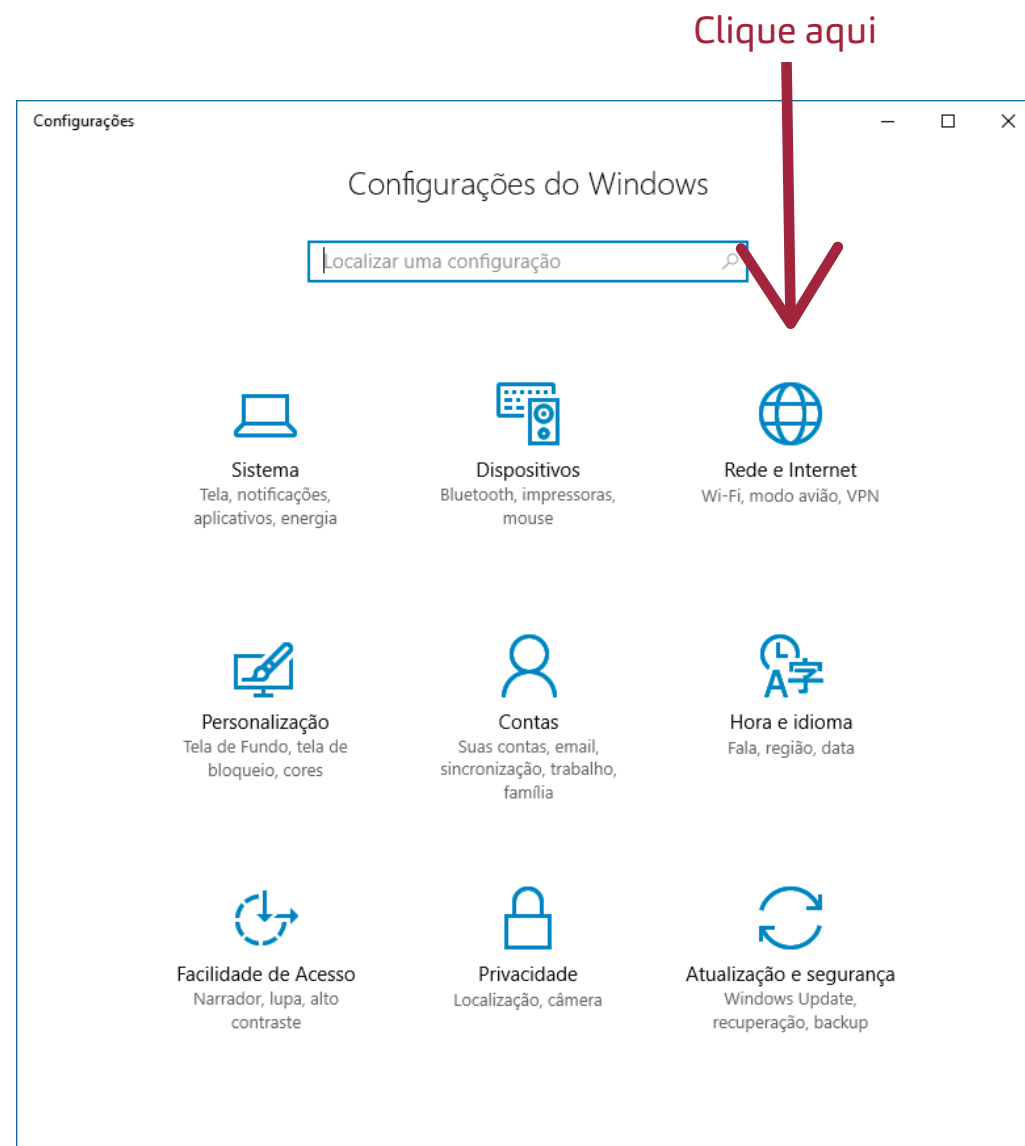 Clique aqui
Configurações
Configurações do Windows
Localizar uma configuração
Sistema
Tela, notificações,
aplicativos, energia
Dispositivos
Bluetooth, impressoras,
mouse
Rede e Internet
Wi-Fi, modo avião, VPN
Personalização
Tela de Fundo, tela de
bloqueio, cores
Contas
Suas contas, email,
sincronização, trabalho,
família
Hora e idioma
Fala, região, data
Facilidade de Acesso
Narrador, lupa, alto
contraste
Privacidade
Localização, câmera
Atualização e segurança
Windows Update,
recuperação, backup